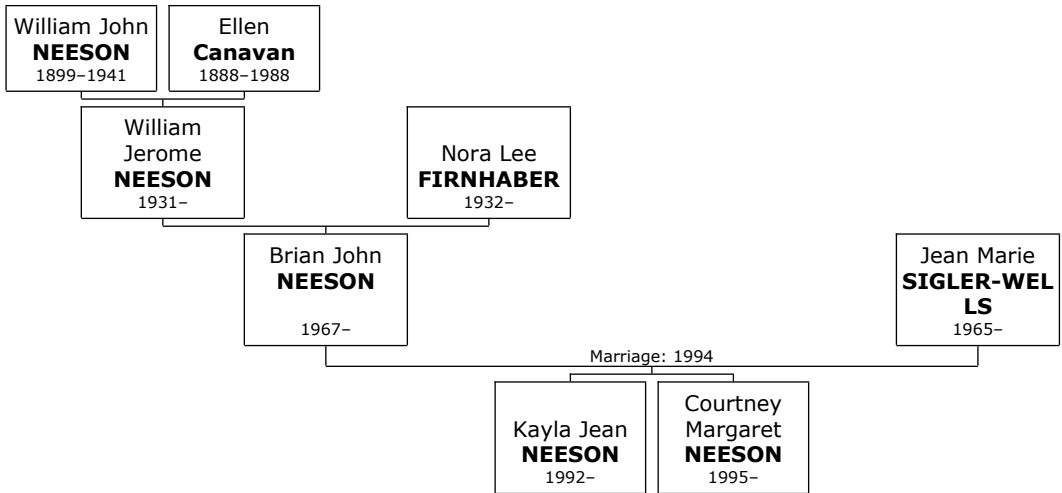 William John
NEESON
1899–1941
Ellen
Canavan
1888–1988
William
Jerome
NEESON
1931–
Nora Lee
FIRNHABER
1932–
Brian John
NEESON
1967–
Jean Marie
SIGLER-WEL
LS
1965–
Marriage: 1994
Kayla Jean
NEESON
1992–
Courtney
Margaret
NEESON
1995–